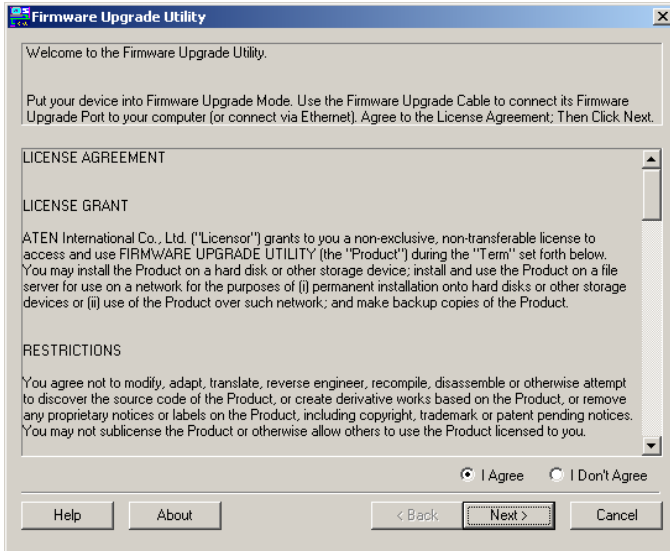 Firmware Upgrade Utility
Welcome to the Firmware Upgrade Utility.
Put your device into Firmware Upgrade Mode. Use the Firmware Upgrade Cable to connect its Firmware
Upgrade Port to your computer (or connect via Ethernet). Agree to the License Agreement; Then Click Next.
LICENSE AGREEMENT
LICENSE GRANT
ATEN International Co., Ltd. ("Licensor") grants to you a non-exclusive, non-transferable license to
access and use FIRMWARE UPGRADE UTILITY (the "Product") during the "Term" set forth below.
You may install the Product on a hard disk or other storage device; install and use the Product on a file
server for use on a network for the purposes of (i) permanent installation onto hard disks or other storage
devices or (ii) use of the Product over such network; and make backup copies of the Product.
RESTRICTIONS
You agree not to modify, adapt, translate, reverse engineer, recompile, disassemble or otherwise attempt
to discover the source code of the Product, or create derivative works based on the Product, or remove
any proprietary notices or labels on the Product, including copyright, trademark or patent pending notices.
You may not sublicense the Product or otherwise allow others to use the Product licensed to you.
I Agree I Don't Agree
Help About < Back Next > Cancel